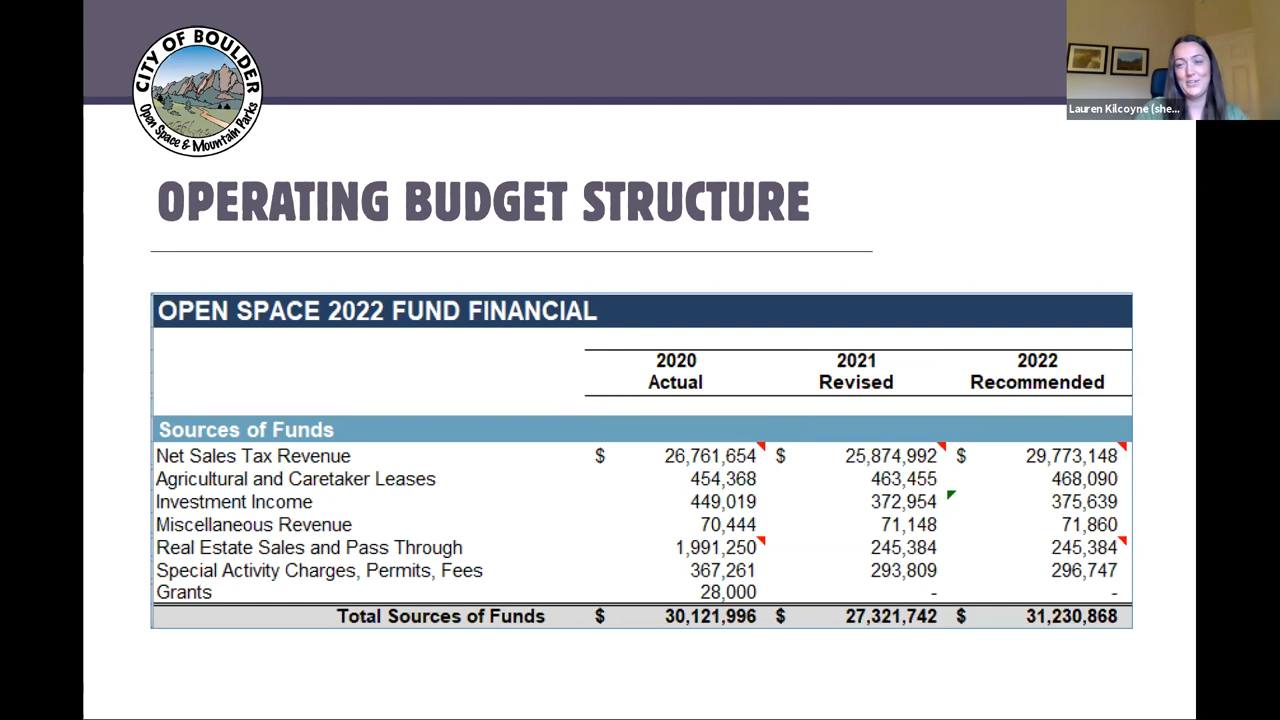 CITY OF BOULDER
Open Space & Mountain Parks
Lauren Kilcoyne (she...
OPERATING BUDGET STRUCTURE
OPEN SPACE 2022 FUND FINANCIAL
2020 2021 2022
Actual Revised Recommended
Sources of Funds
Net Sales Tax Revenue $ 26,761,654 $ 25,874,992 $ 29,773,148
Agricultural and Caretaker Leases 454,368 463,455 468,090
Investment Income 449,019 372,954 375,639
Miscellaneous Revenue 70,444 71,148 71,860
Real Estate Sales and Pass Through 1,991,250 245,384 245,384
Special Activity Charges, Permits, Fees 367,261 293,809 296,747
Grants 28,000 - -
Total Sources of Funds $ 30,121,996 $ 27,321,742 $ 31,230,868